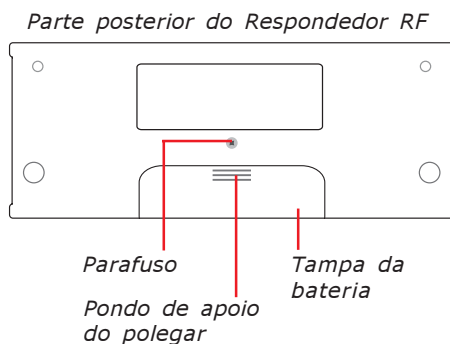 Parte posterior do Respondedor RF
Parafuso
Tampa da
bateria
Pondo de apoio
do polegar